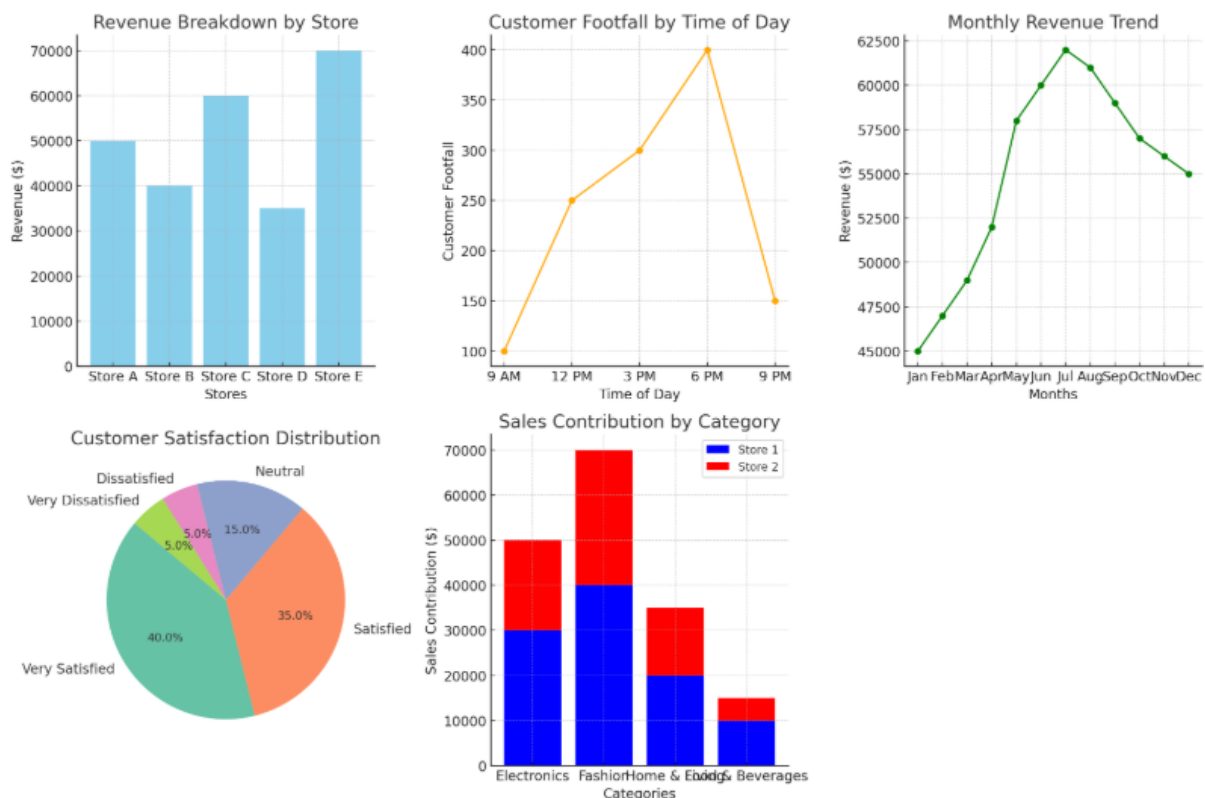 Revenue Breakdown by Store
70000
60000
50000
40000
30000
20000
10000
0
Revenue ($)
Store A Store B Store C Store D Store E
Stores
Customer Footfall by Time of Day
400
350
300
250
200
150
100
Customer Footfall
9 AM 12 PM 3 PM 6 PM 9 PM
Time of Day
Monthly Revenue Trend
62500
60000
57500
55000
52500
50000
47500
45000
Revenue ($)
Jan Feb Mar Apr May Jun Jul Aug Sep Oct Nov Dec
Months
Customer Satisfaction Distribution
Neutral
Dissatisfied
Very Dissatisfied
15.0%
5.0%
5.0%
35.0%
Satisfied
40.0%
Very Satisfied
Sales Contribution by Category
Store 1
Store 2
70000
60000
50000
40000
30000
20000
10000
0
Sales Contribution ($)
Electronics Fashion Home & & Beverages
Categories